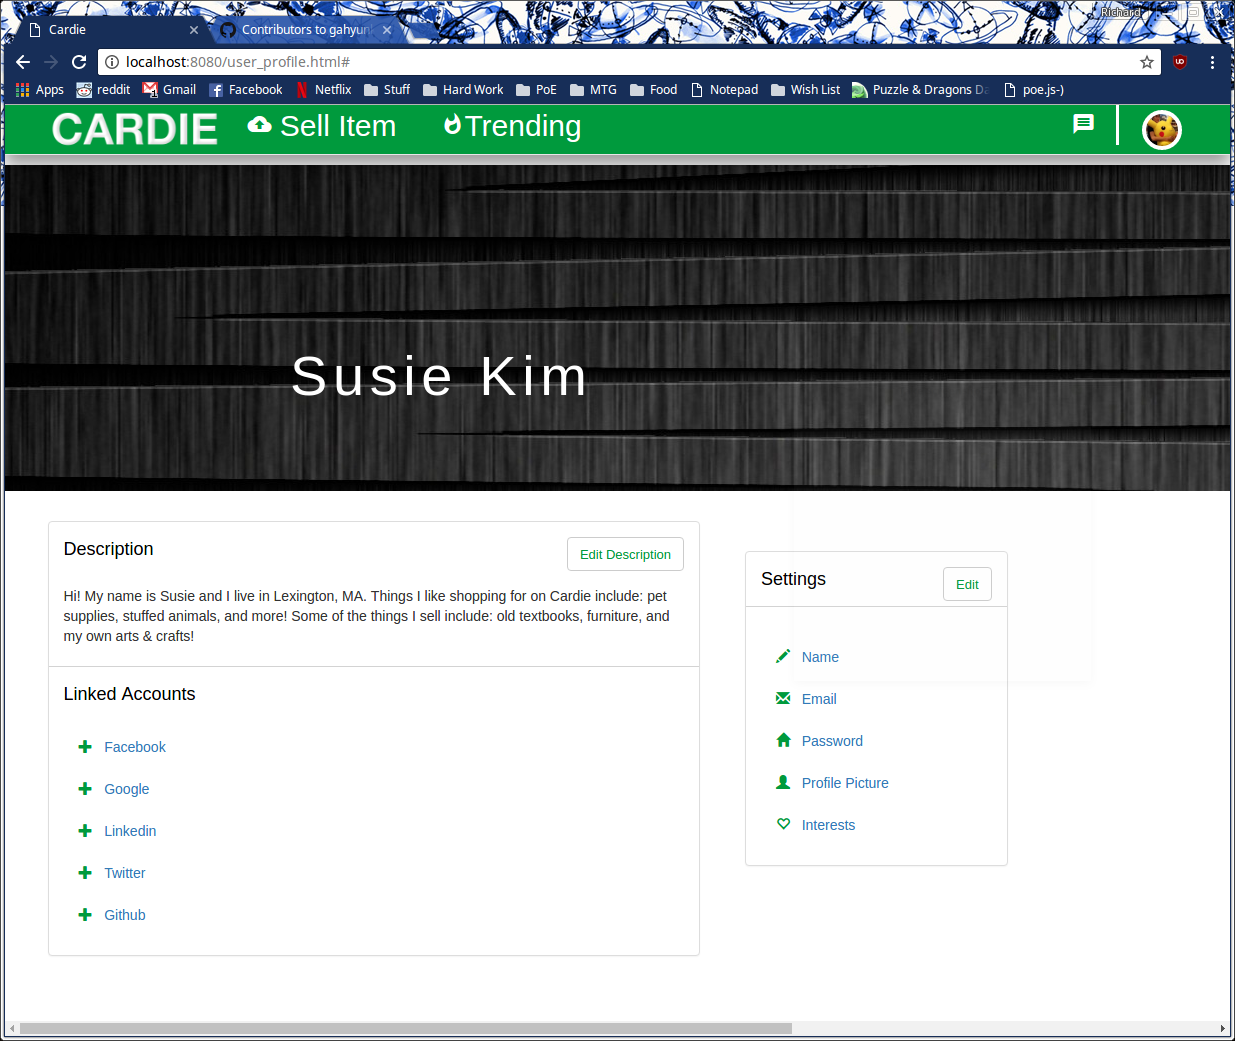 Richard
Cardie
Contributors to gahyun
localhost:8080/user_profile.html#
Apps reddit Gmail Facebook Netflix Stuff Hard Work PoE MTG Food Notepad Wish List Puzzle & Dragons Da poe.js-)
CARDIE Sell Item Trending
Susie Kim
Description
Edit Description
Hi! My name is Susie and I live in Lexington, MA. Things I like shopping for on Cardie include: pet
supplies, stuffed animals, and more! Some of the things I sell include: old textbooks, furniture, and
my own arts & crafts!
Linked Accounts
Facebook
Google
Linkedin
Twitter
Github
Settings
Edit
Name
Email
Password
Profile Picture
Interests